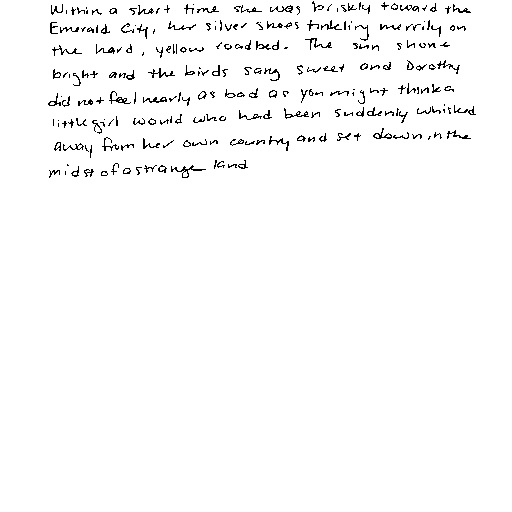 Within a short time she was briskly toward the
Emerald City, her silver shoes tinkling merrily on
the hard, yellow roadbed. The sun shone
bright and the birds sang sweet and Dorothy
did not feel nearly as bad as you might think a
little girl would who had been suddenly whisked
away from her own country and set down in the
midst of a strange land